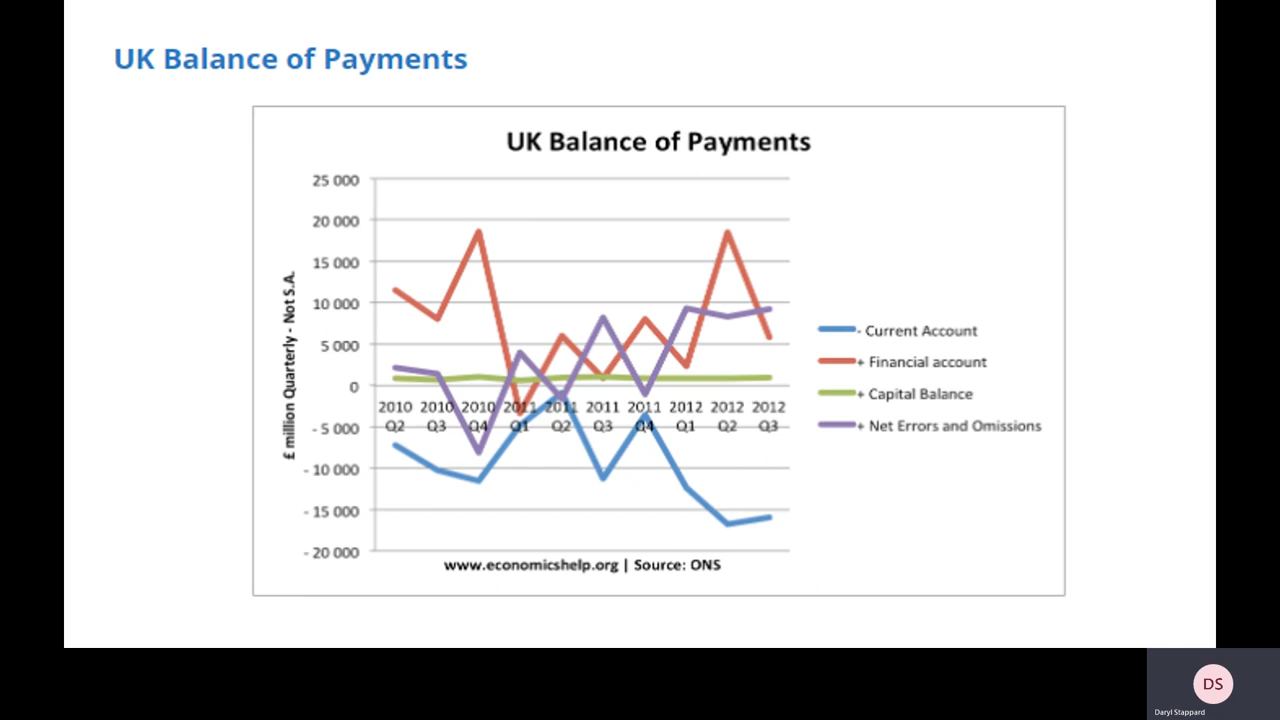 UK Balance of Payments
UK Balance of Payments
£ million Quarterly - Not S.A.
25 000
20 000
15 000
10 000
5 000
0
- 5 000
- 10 000
- 15 000
- 20 000
2010 2010 2010 2011 2011 2011 2011 2012 2012 2012
Q2 Q3 Q4 Q1 Q2 Q3 Q4 Q1 Q2 Q3
- Current Account
+ Financial account
+ Capital Balance
+ Net Errors and Omissions
www.economicshelp.org | Source: ONS
DS
Daryl Stappard